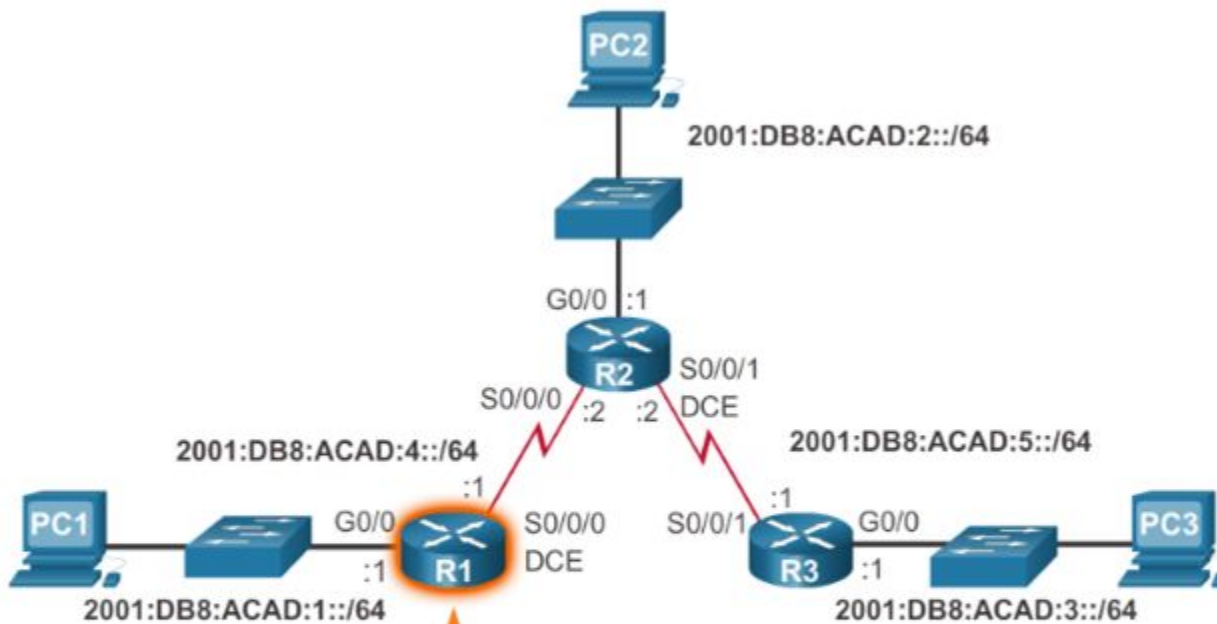 PC2
2001:DB8:ACAD:2::/64
G0/0 :1
R2
S0/0/1
DCE
S0/0/0
:2 :2
2001:DB8:ACAD:4::/64
2001:DB8:ACAD:5::/64
:1
:1
PC1
G0/0
S0/0/0
DCE
:1
R1
S0/0/1
G0/0
R3
:1
PC3
2001:DB8:ACAD:1::/64
2001:DB8:ACAD:3::/64